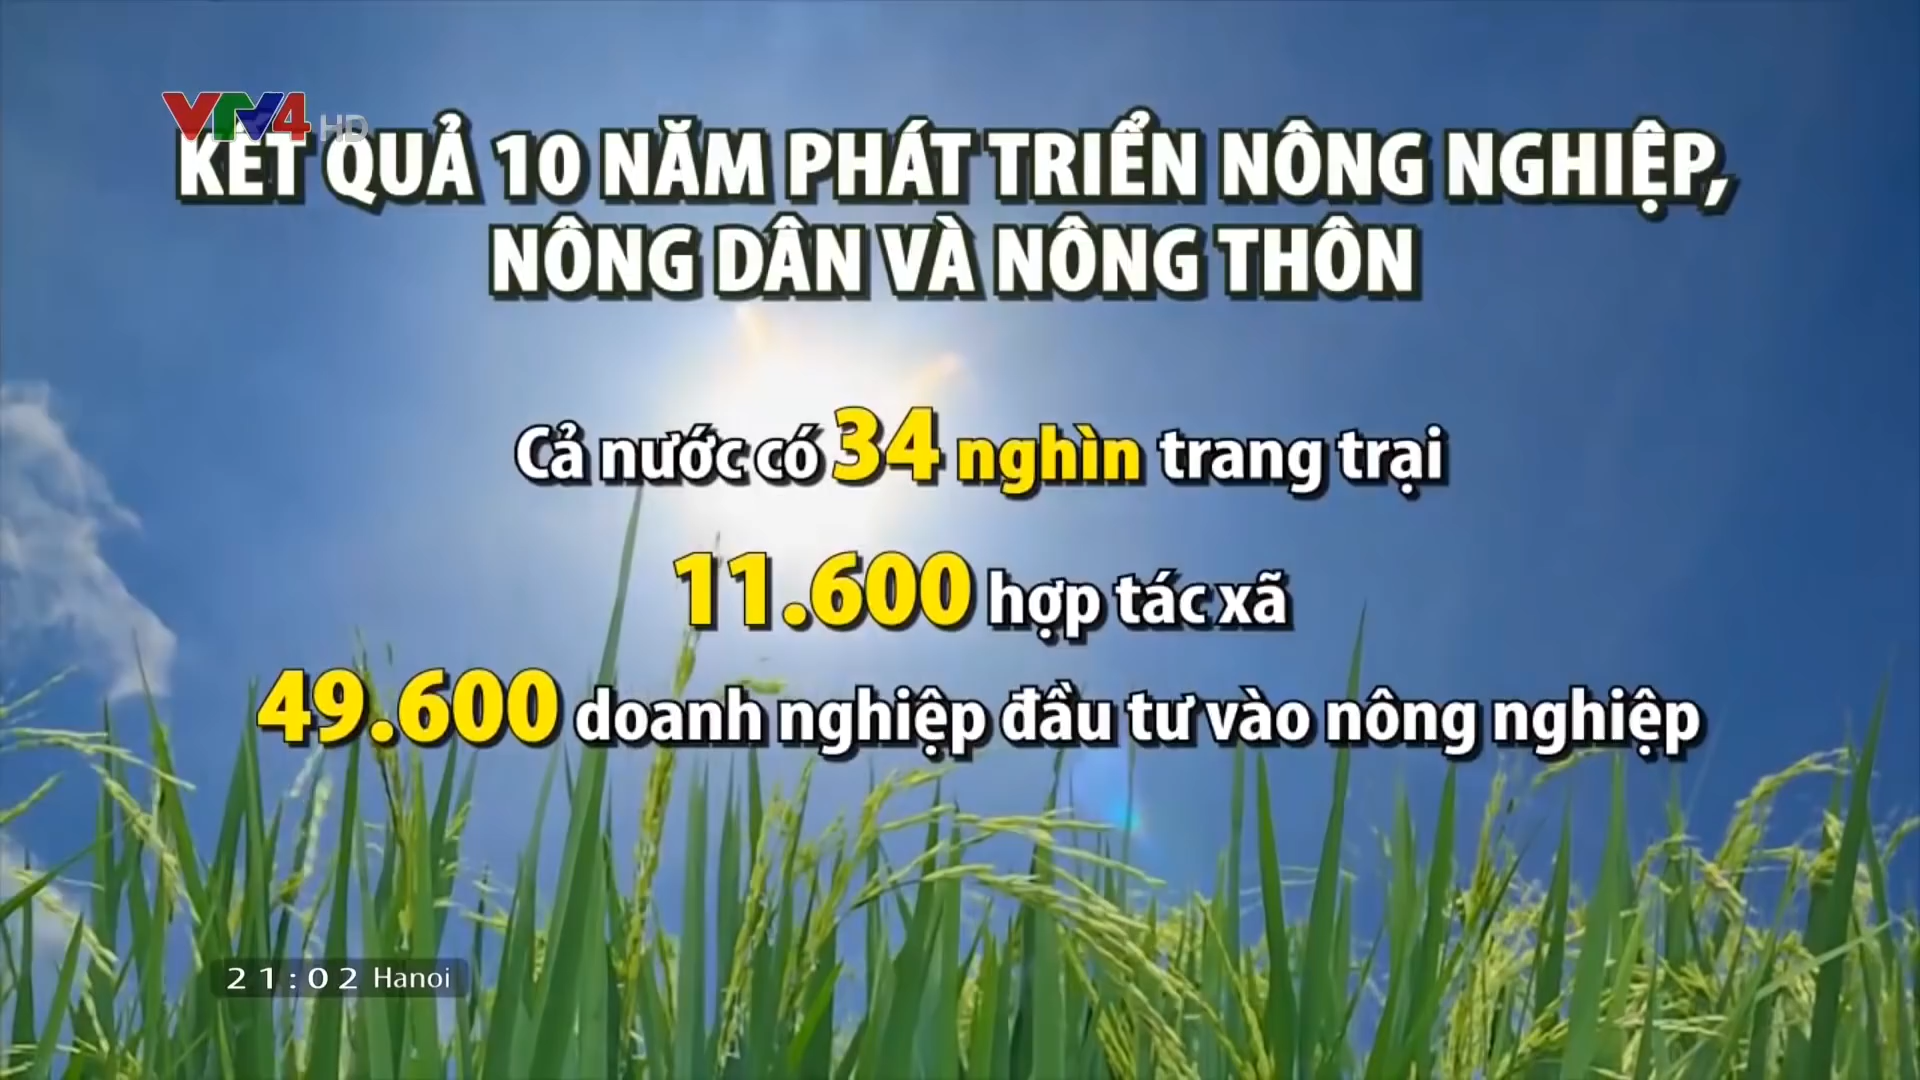 VTV4 HD
KẾT QUẢ 10 NĂM PHÁT TRIỂN NÔNG NGHIỆP,
NÔNG DÂN VÀ NÔNG THÔN
Cả nước có 34 nghìn trang trại
11.600 hợp tác xã
49.600 doanh nghiệp đầu tư vào nông nghiệp
21:02 Hanoi